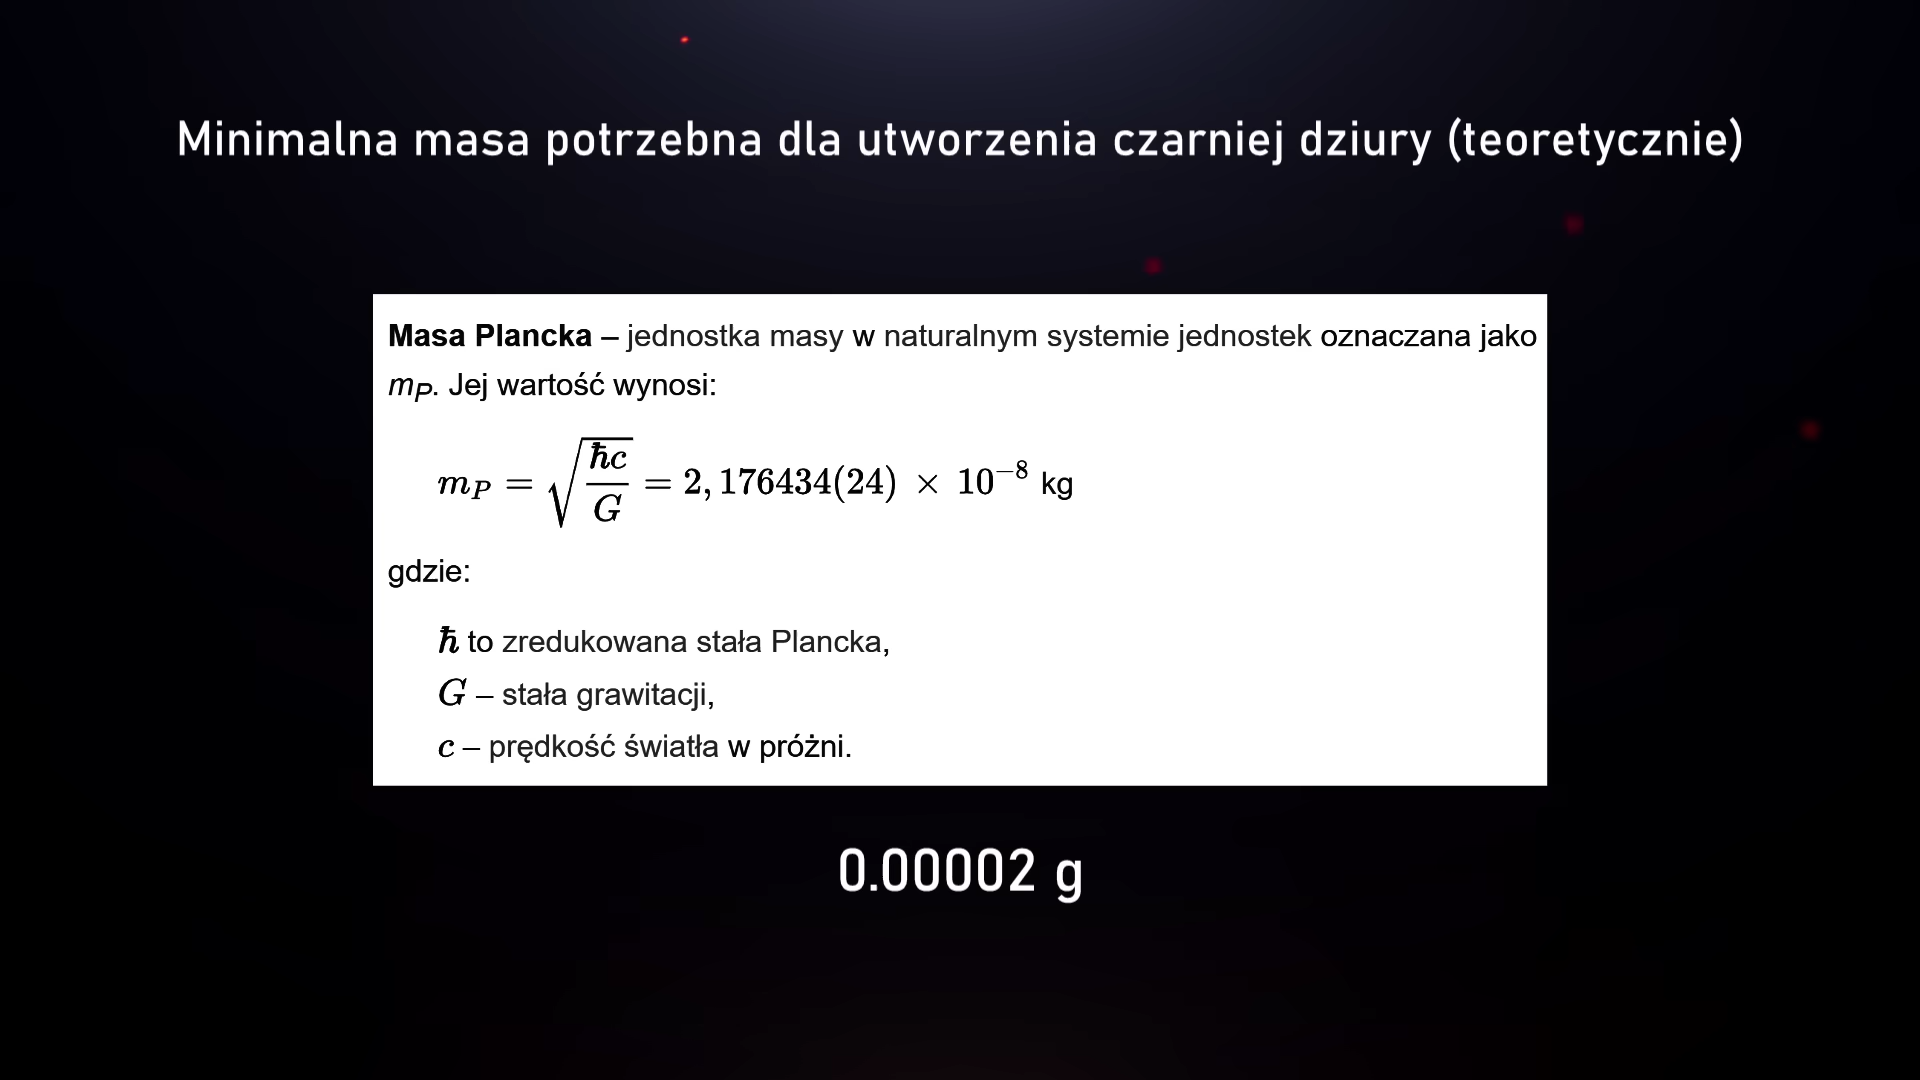 Minimalna masa potrzebna dla utworzenia czarniej dziury (teoretycznie)
Masa Plancka – jednostka masy w naturalnym systemie jednostek oznaczana jako
mP. Jej wartość wynosi:
mP = √(ħc/G) = 2,176434(24) × 10⁻⁸ kg
gdzie:
ħ to zredukowana stała Plancka,
G – stała grawitacji,
c – prędkość światła w próżni.
0.00002 g